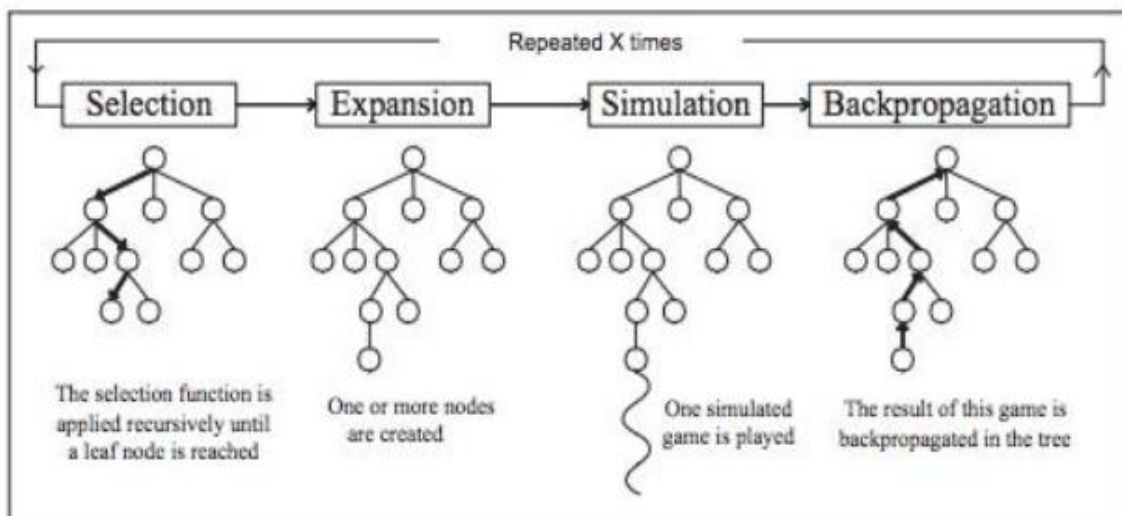 Repeated X times
Selection
Expansion
Simulation
Backpropagation
The selection function is
applied recursively until
a leaf node is reached
One or more nodes
are created
One simulated
game is played
The result of this game is
backpropagated in the tree